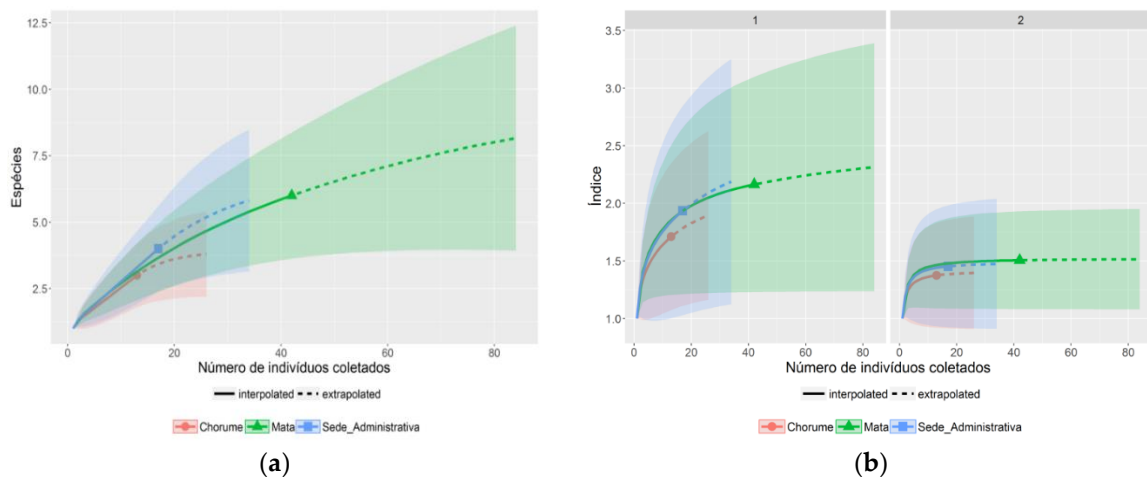 12.5
10.0
7.5
5.0
2.5
Espécies
0 20 40 60 80
Número de indivíduos coletados
interpolated extrapolated
Chorume Mata Sede_Administrativa
(a)
1 2
3.5
3.0
2.5
2.0
1.5
1.0
Índice
0 20 40 60 80 0 20 40 60 80
Número de indivíduos coletados
interpolated extrapolated
Chorume Mata Sede_Administrativa
(b)